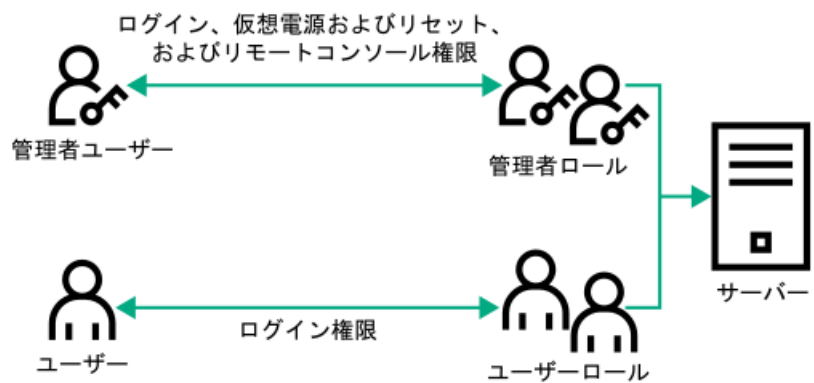 ログイン、仮想電源およびリセット、
およびリモートコンソール権限
管理者ユーザー
管理者ロール
サーバー
ログイン権限
ユーザー
ユーザーロール